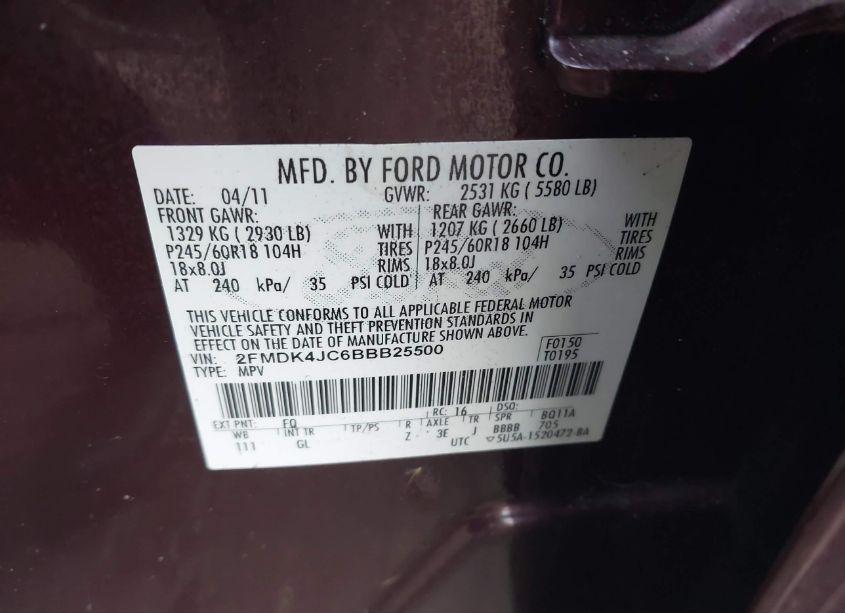 MFD. BY FORD MOTOR CO.
DATE: 04/11 GVWR: 2531 KG ( 5580 LB)
FRONT GAWR: REAR GAWR:
1329 KG ( 2930 LB) WITH 1207 KG ( 2660 LB) WITH
P245/60R18 104H TIRES P245/60R18 104H TIRES
18x8.0J RIMS 18x8.0J RIMS
AT 240 kPa/ 35 PSI COLD AT 240 kPa/ 35 PSI COLD
THIS VEHICLE CONFORMS TO ALL APPLICABLE FEDERAL MOTOR
VEHICLE SAFETY AND THEFT PREVENTION STANDARDS IN
EFFECT ON THE DATE OF MANUFACTURE SHOWN ABOVE.
VIN: 2FMDK4JC6BBB25500 F0150
TYPE: MPV T0195
EXT PNT: FQ RC: 16 DSO:
WB INT TR TP/PS R AXLE TR SPR BQ11A
111 GL Z 3E J BBBB 705
UTC 5U5A-1520472-BA